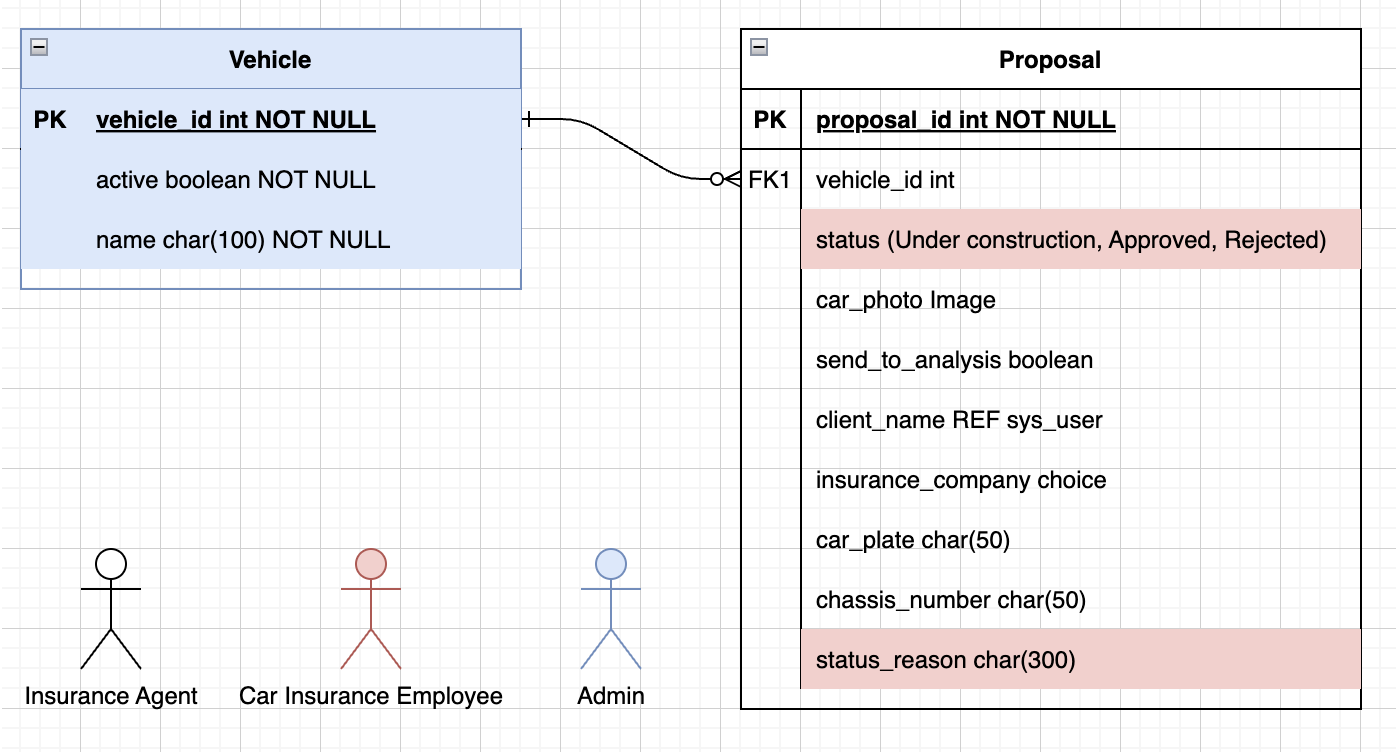 Vehicle
PK vehicle_id int NOT NULL
active boolean NOT NULL
name char(100) NOT NULL
Proposal
PK proposal_id int NOT NULL
FK1 vehicle_id int
status (Under construction, Approved, Rejected)
car_photo Image
send_to_analysis boolean
client_name REF sys_user
insurance_company choice
car_plate char(50)
chassis_number char(50)
status_reason char(300)
Insurance Agent
Car Insurance Employee
Admin